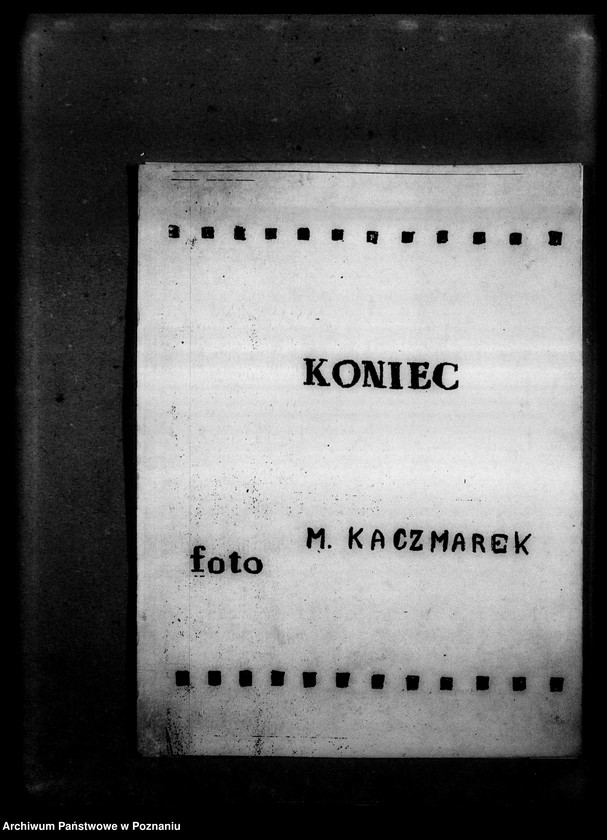 KONIEC
M. KACZMAREK
foto
Archiwum Państwowe w Poznaniu